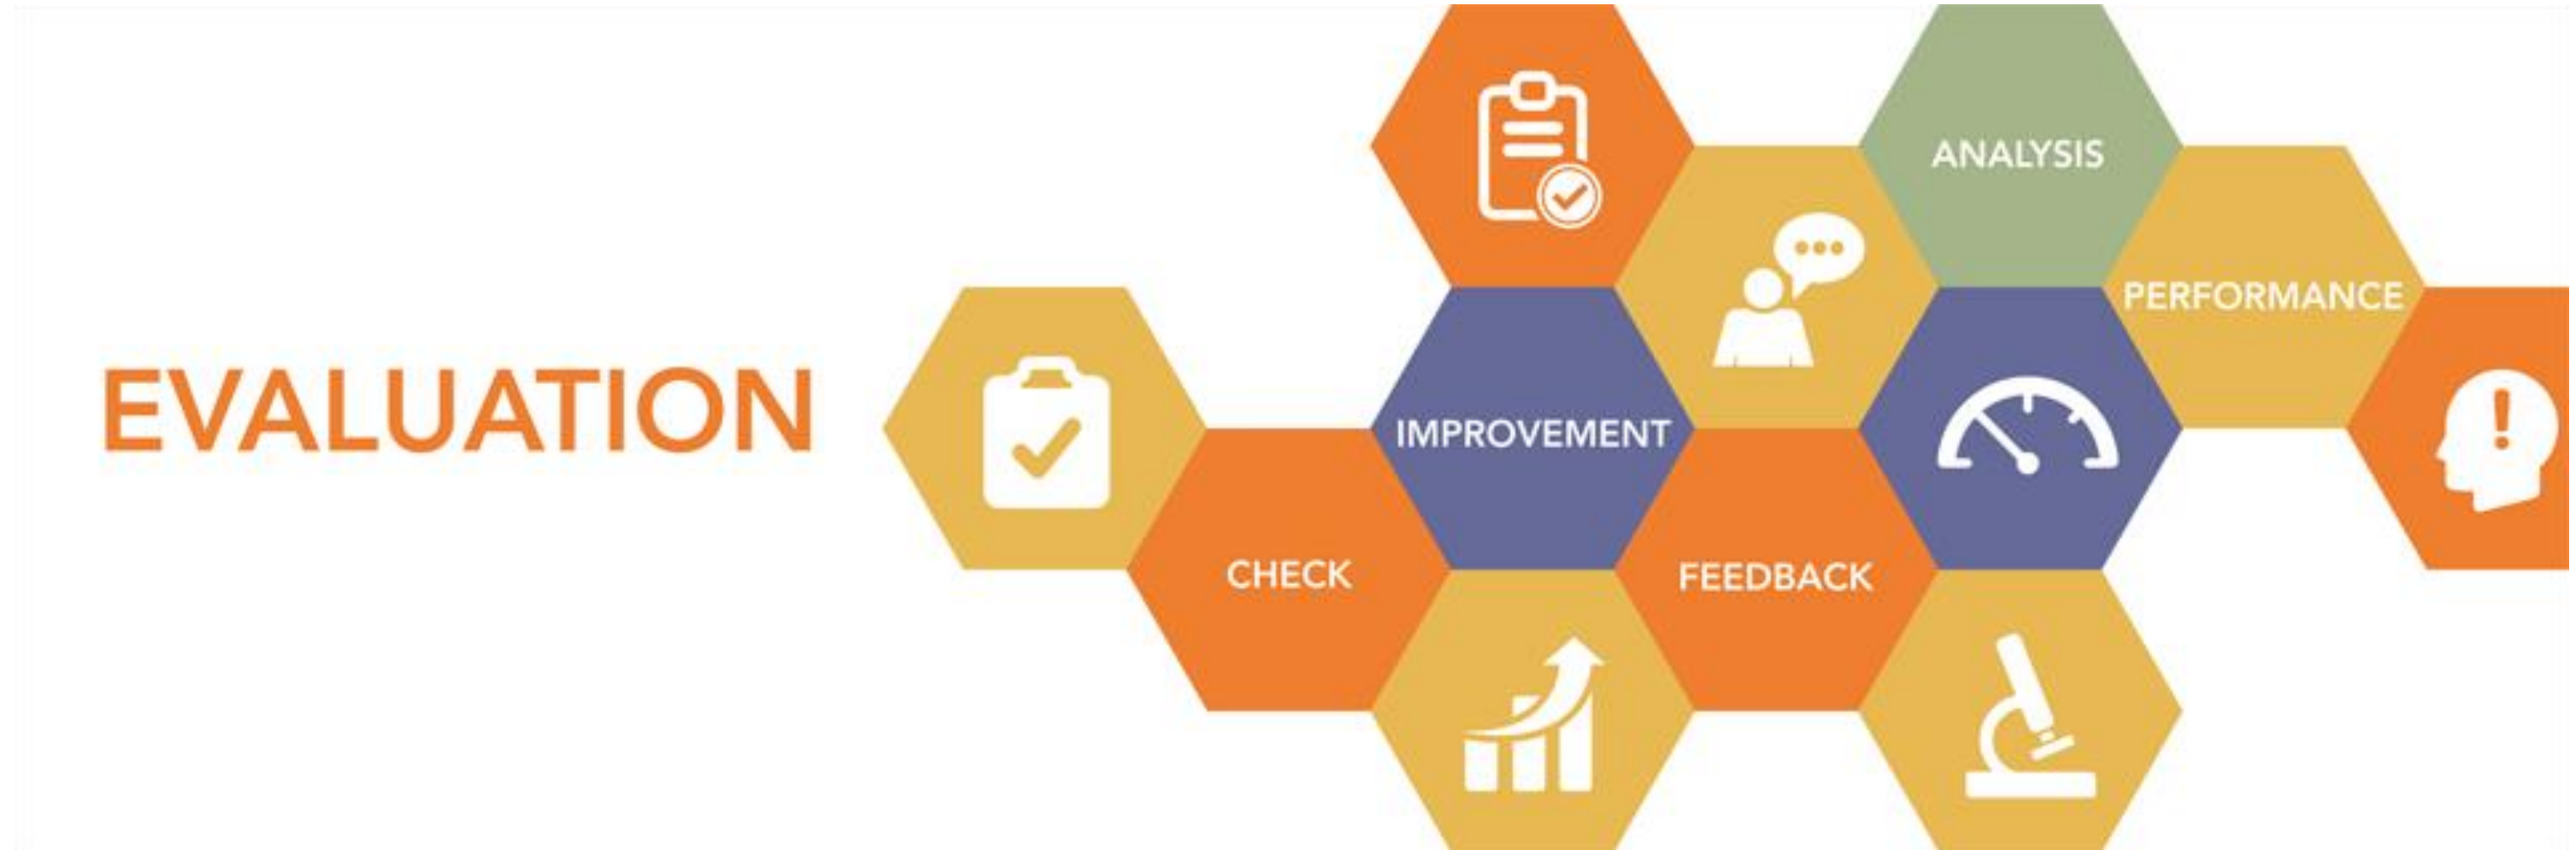 EVALUATION
ANALYSIS
PERFORMANCE
IMPROVEMENT
CHECK
FEEDBACK